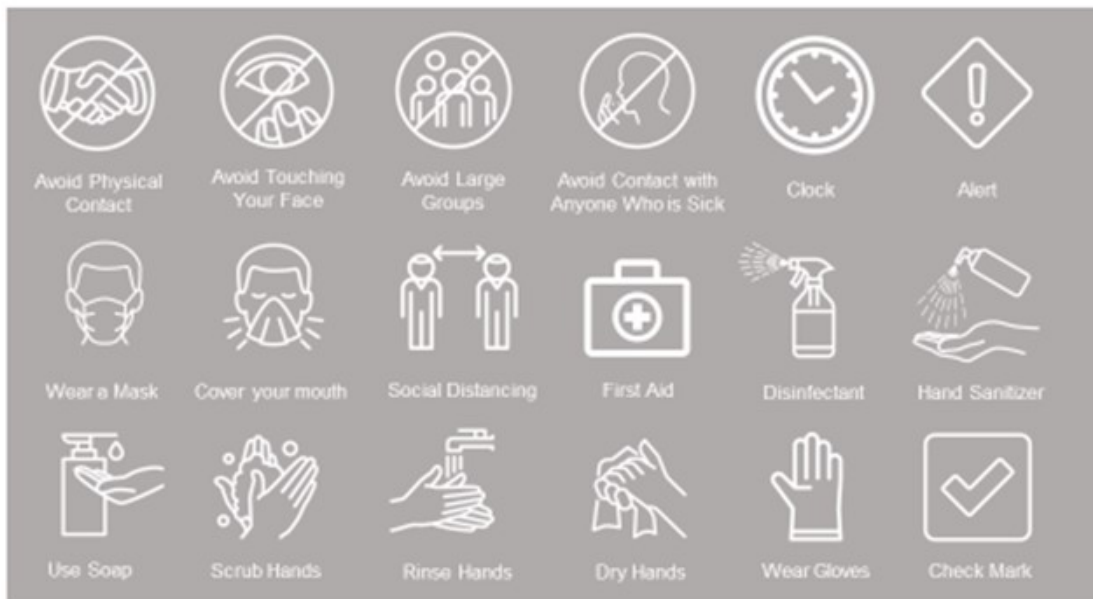 Avoid Physical
Contact
Avoid Touching
Your Face
Avoid Large
Groups
Avoid Contact with
Anyone Who is Sick
Clock
Alert
Wear a Mask
Cover your mouth
Social Distancing
First Aid
Disinfectant
Hand Sanitizer
Use Soap
Scrub Hands
Rinse Hands
Dry Hands
Wear Gloves
Check Mark